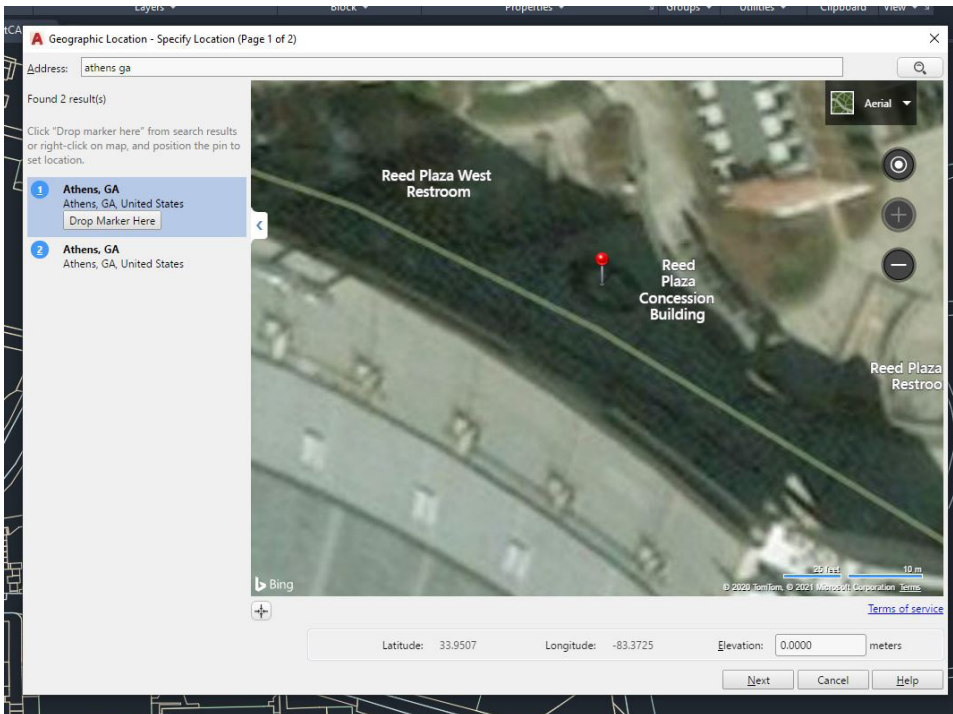 Layers
Block
Properties
Groups
Utilities
Clipboard
View
tCA
Geographic Location - Specify Location (Page 1 of 2)
Address: athens ga
Found 2 result(s)
Click "Drop marker here" from search results
or right-click on map, and position the pin to
set location.
1 Athens, GA
Athens, GA, United States
Drop Marker Here
2 Athens, GA
Athens, GA, United States
Aerial
Reed Plaza West
Restroom
Reed
Plaza
Concession
Building
Reed Plaza
Restroo
25 feet 10 m
Bing
© 2020 TomTom, © 2021 Microsoft Corporation Terms
Terms of service
Latitude: 33.9507 Longitude: -83.3725 Elevation: 0.0000 meters
Next Cancel Help